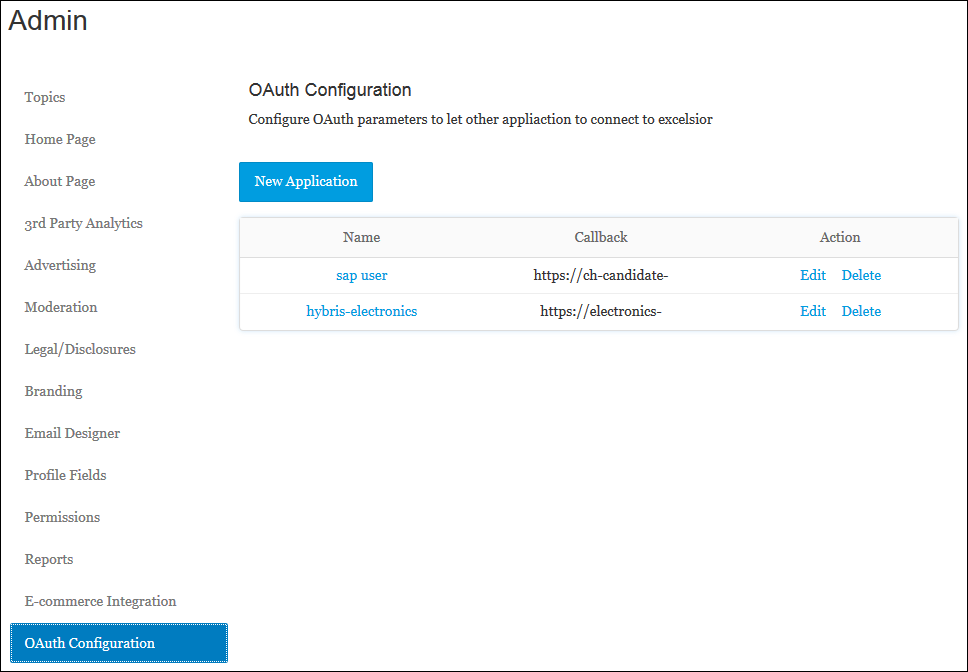 Admin
Topics
Home Page
About Page
3rd Party Analytics
Advertising
Moderation
Legal/Disclosures
Branding
Email Designer
Profile Fields
Permissions
Reports
E-commerce Integration
OAuth Configuration
OAuth Configuration
Configure OAuth parameters to let other appliaction to connect to excelsior
New Application
Name Callback Action
sap user https://ch-candidate- Edit Delete
hybris-electronics https://electronics- Edit Delete